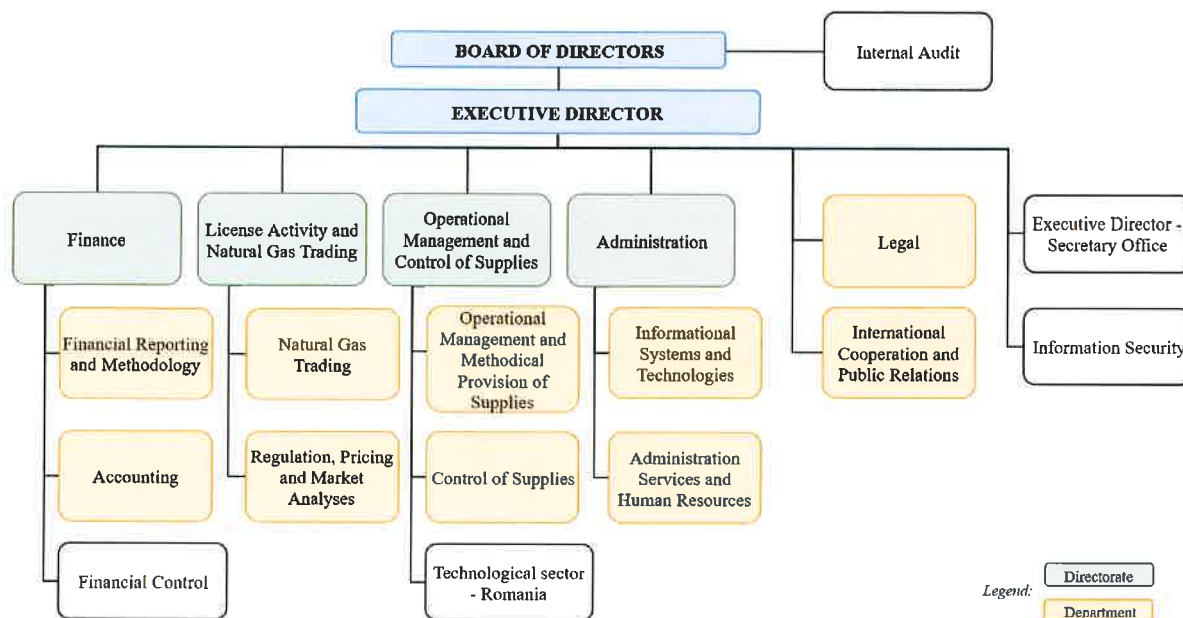 BOARD OF DIRECTORS
Internal Audit
EXECUTIVE DIRECTOR
Finance
License Activity and
Natural Gas Trading
Operational
Management and
Control of Supplies
Administration
Legal
Executive Director -
Secretary Office
Financial Reporting
and Methodology
Natural Gas
Trading
Operational
Management and
Methodical
Provision of
Supplies
Informational
Systems and
Technologies
International
Cooperation and
Public Relations
Information Security
Accounting
Regulation, Pricing
and Market
Analyses
Control of Supplies
Administration
Services and
Human Resources
Financial Control
Technological sector
- Romania
Legend:
Directorate
Department